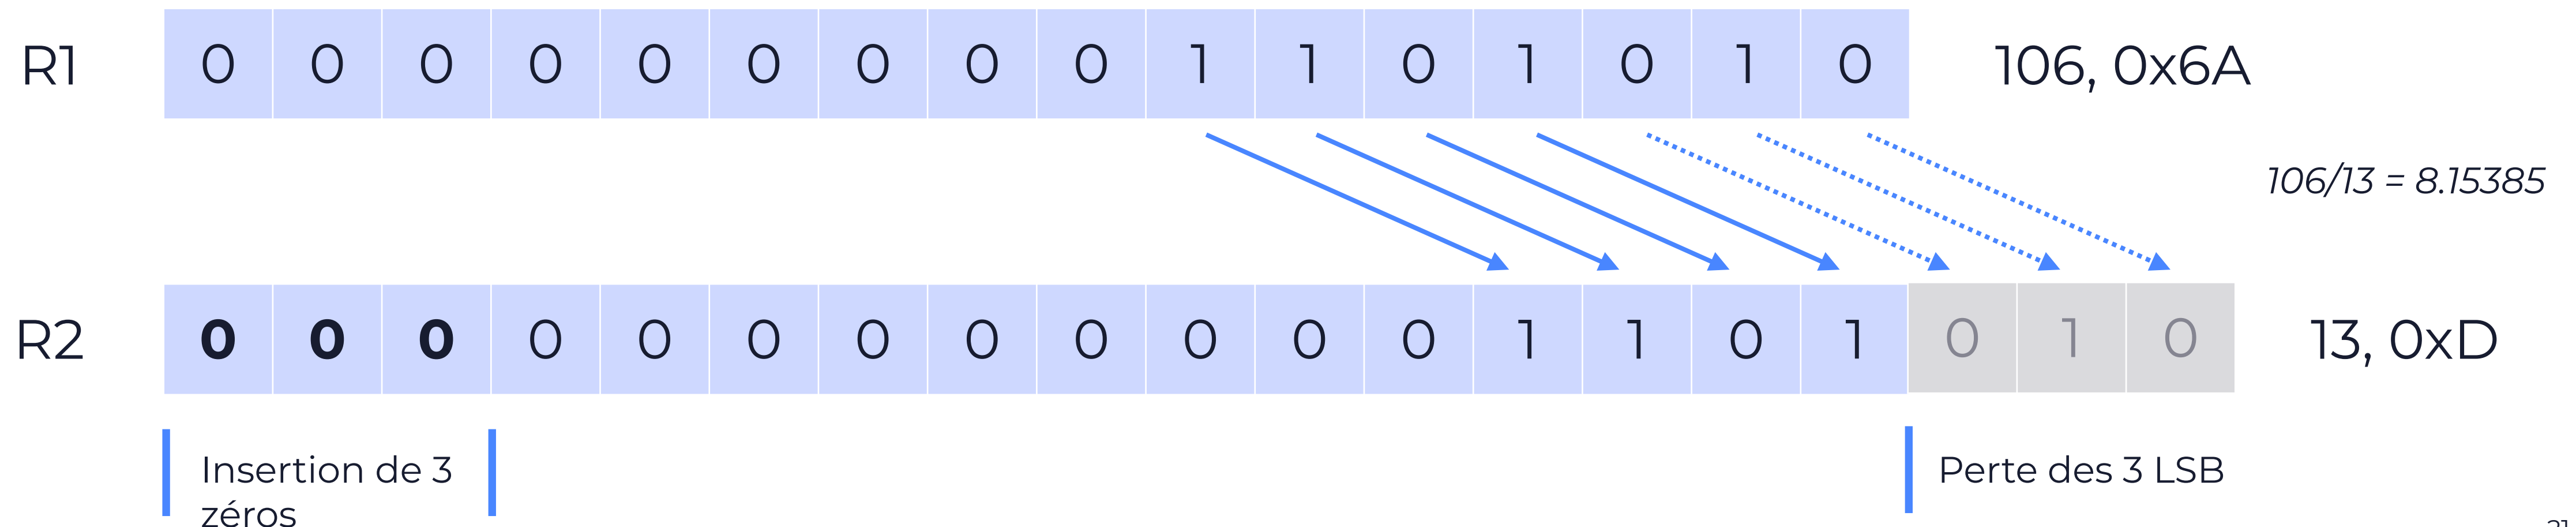 R1 0 0 0 0 0 0 0 0 0 1 1 0 1 0 1 0 106, 0x6A
106/13 = 8.15385
R2 0 0 0 0 0 0 0 0 0 0 0 0 1 1 0 1 0 1 0 13, 0xD
Insertion de 3
zéros
Perte des 3 LSB